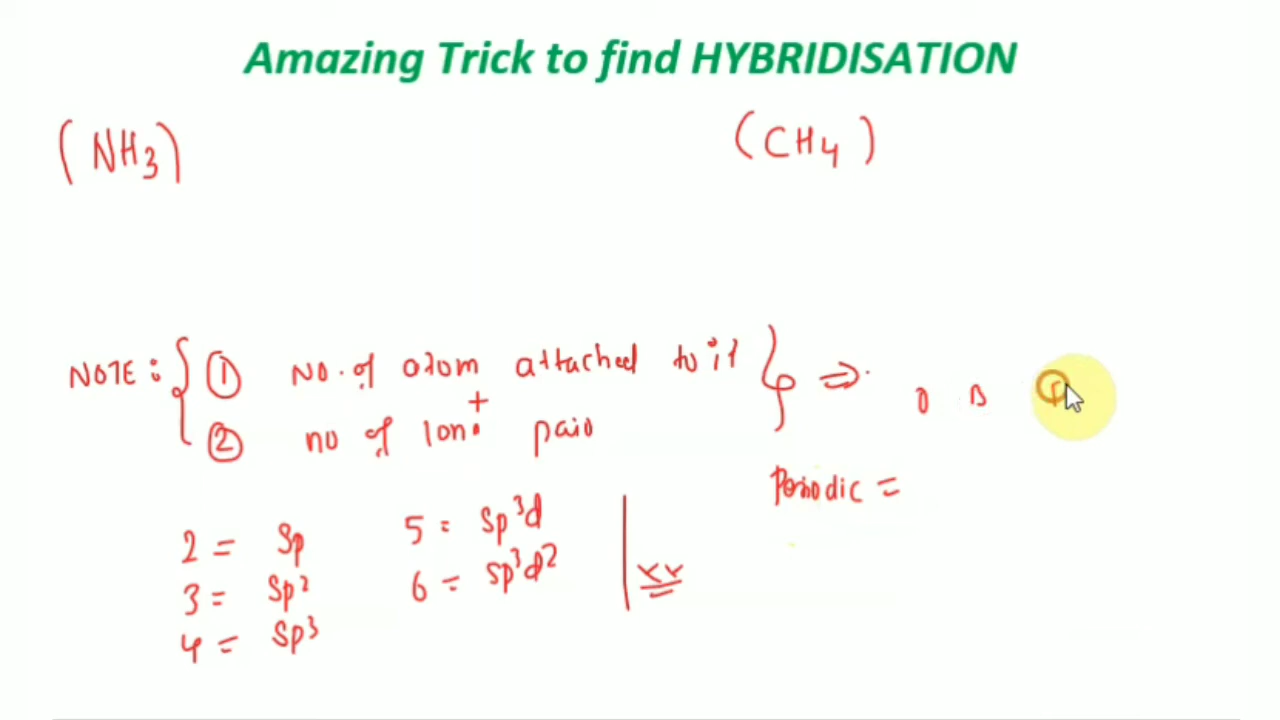 Amazing Trick to find HYBRIDISATION
(NH3) (CH4)
NOTE: ① No. of atom attached to it ⇒
+
② no of lone pair
Periodic =
2 = Sp 5 = Sp³d
3 = Sp² 6 = Sp³d²
4 = Sp³